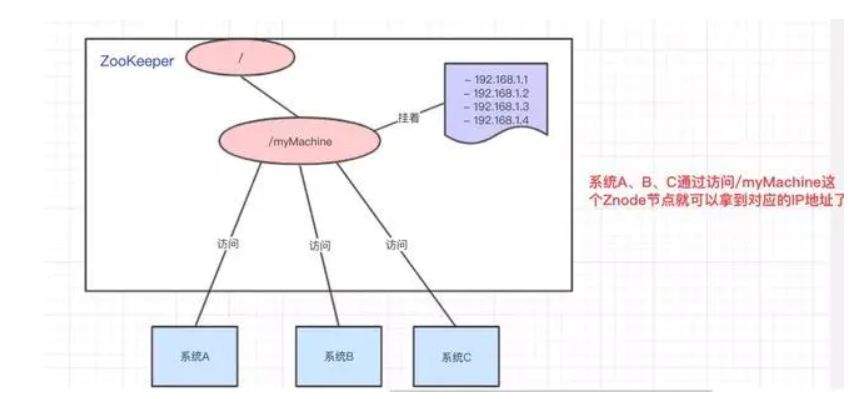 ZooKeeper
/
– 192.168.1.1
– 192.168.1.2
– 192.168.1.3
– 192.168.1.4
挂着
/myMachine
系统A、B、C通过访问/myMachine这
个Znode节点就可以拿到对应的IP地址了
访问
访问
访问
系统A
系统B
系统C